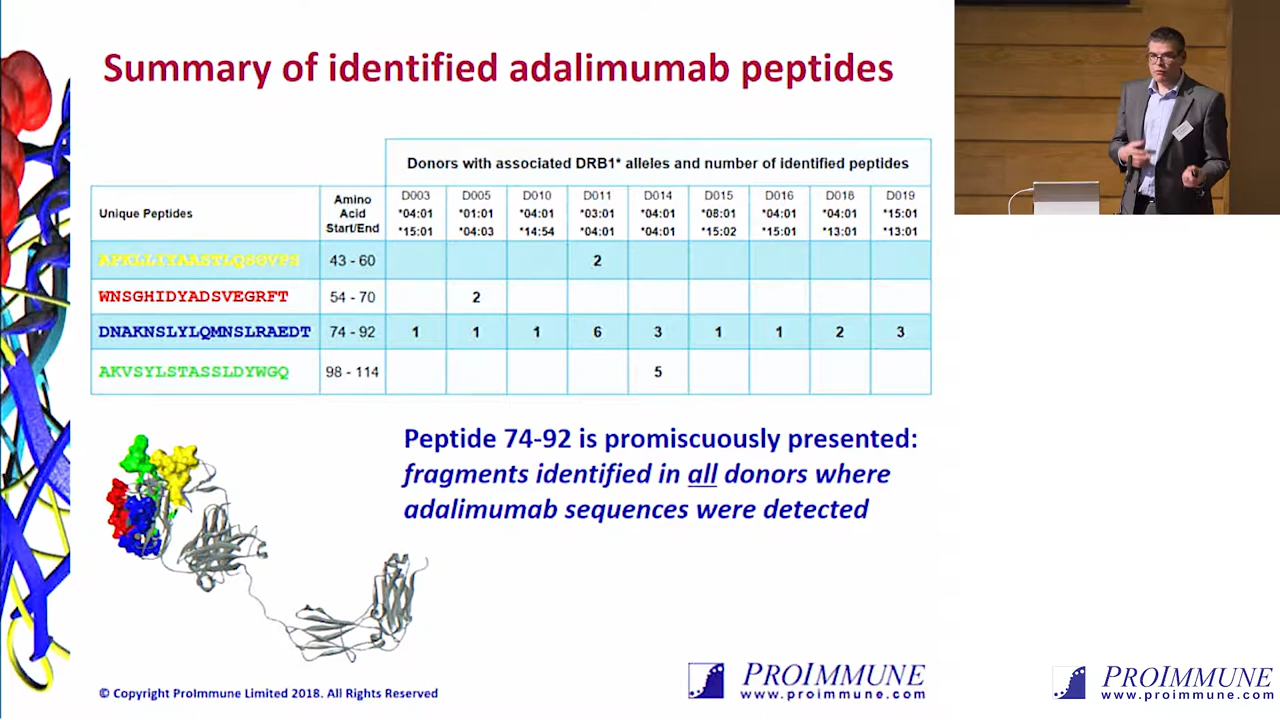 Summary of identified adalimumab peptides
Donors with associated DRB1* alleles and number of identified peptides
Unique Peptides
Amino
Acid
Start/End
D003 D005 D010 D011 D014 D015 D016 D018 D019
*04:01 *01:01 *04:01 *03:01 *04:01 *08:01 *04:01 *04:01 *15:01
*15:01 *04:03 *14:54 *04:01 *04:01 *15:02 *15:01 *13:01 *13:01
APKLLIYAASTLQSGVPS 43 - 60 2
WNSGHIDYADSVEGRFT 54 - 70 2
DNAKNSLYLQMNSLRAEDT 74 - 92 1 1 1 6 3 1 1 2 3
AKVSYLSTASSLDYWGQ 98 - 114 5
Peptide 74-92 is promiscuously presented:
fragments identified in all donors where
adalimumab sequences were detected
© Copyright ProImmune Limited 2018. All Rights Reserved
PROIMMUNE
www.proimmune.com
PROIMMUNE
www.proimmune.com